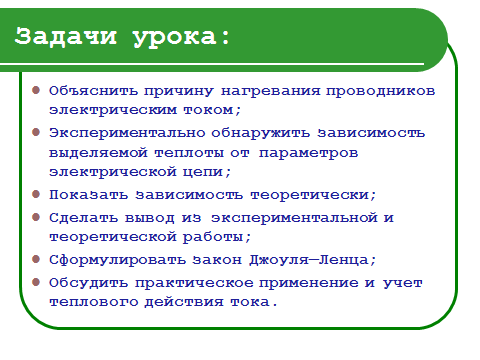 Задачи урока:
Объяснить причину нагревания проводников
электрическим током;
Экспериментально обнаружить зависимость
выделяемой теплоты от параметров
электрической цепи;
Показать зависимость теоретически;
Сделать вывод из экспериментальной и
теоретической работы;
Сформулировать закон Джоуля—Ленца;
Обсудить практическое применение и учет
теплового действия тока.